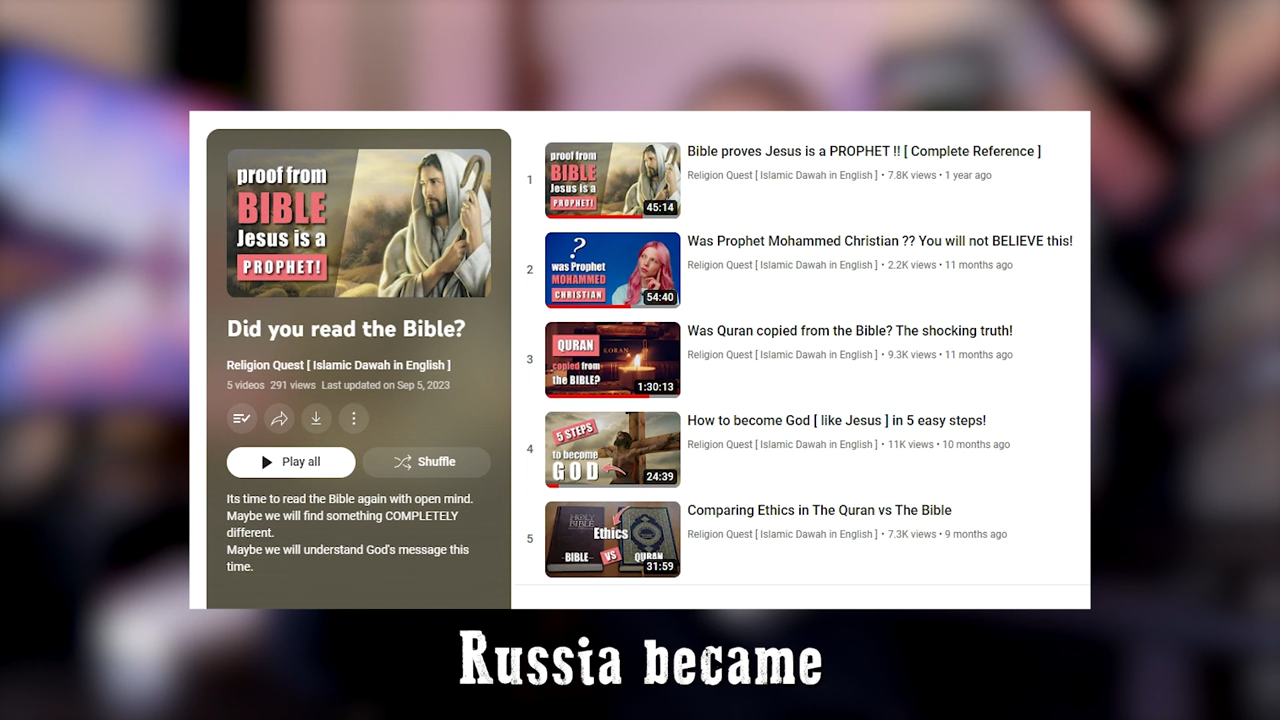 proof from
BIBLE
Jesus is a
PROPHET!
Did you read the Bible?
Religion Quest [ Islamic Dawah in English ]
5 videos 291 views Last updated on Sep 5, 2023
Play all
Shuffle
Its time to read the Bible again with open mind.
Maybe we will find something COMPLETELY
different.
Maybe we will understand God's message this
time.
1
proof from
BIBLE
Jesus is a
PROPHET!
45:14
Bible proves Jesus is a PROPHET !! [ Complete Reference ]
Religion Quest [ Islamic Dawah in English ] • 7.8K views • 1 year ago
2
?
was Prophet
MOHAMMED
CHRISTIAN
54:40
Was Prophet Mohammed Christian ?? You will not BELIEVE this!
Religion Quest [ Islamic Dawah in English ] • 2.2K views • 11 months ago
3
QURAN
KORAN
copied from
the BIBLE?
1:30:13
Was Quran copied from the Bible? The shocking truth!
Religion Quest [ Islamic Dawah in English ] • 9.3K views • 11 months ago
4
5 STEPS
to become
GOD
24:39
How to become God [ like Jesus ] in 5 easy steps!
Religion Quest [ Islamic Dawah in English ] • 11K views • 10 months ago
5
HOLY
BIBLE
Ethics
BIBLE VS QURAN
31:59
Comparing Ethics in The Quran vs The Bible
Religion Quest [ Islamic Dawah in English ] • 7.3K views • 9 months ago
Russia became